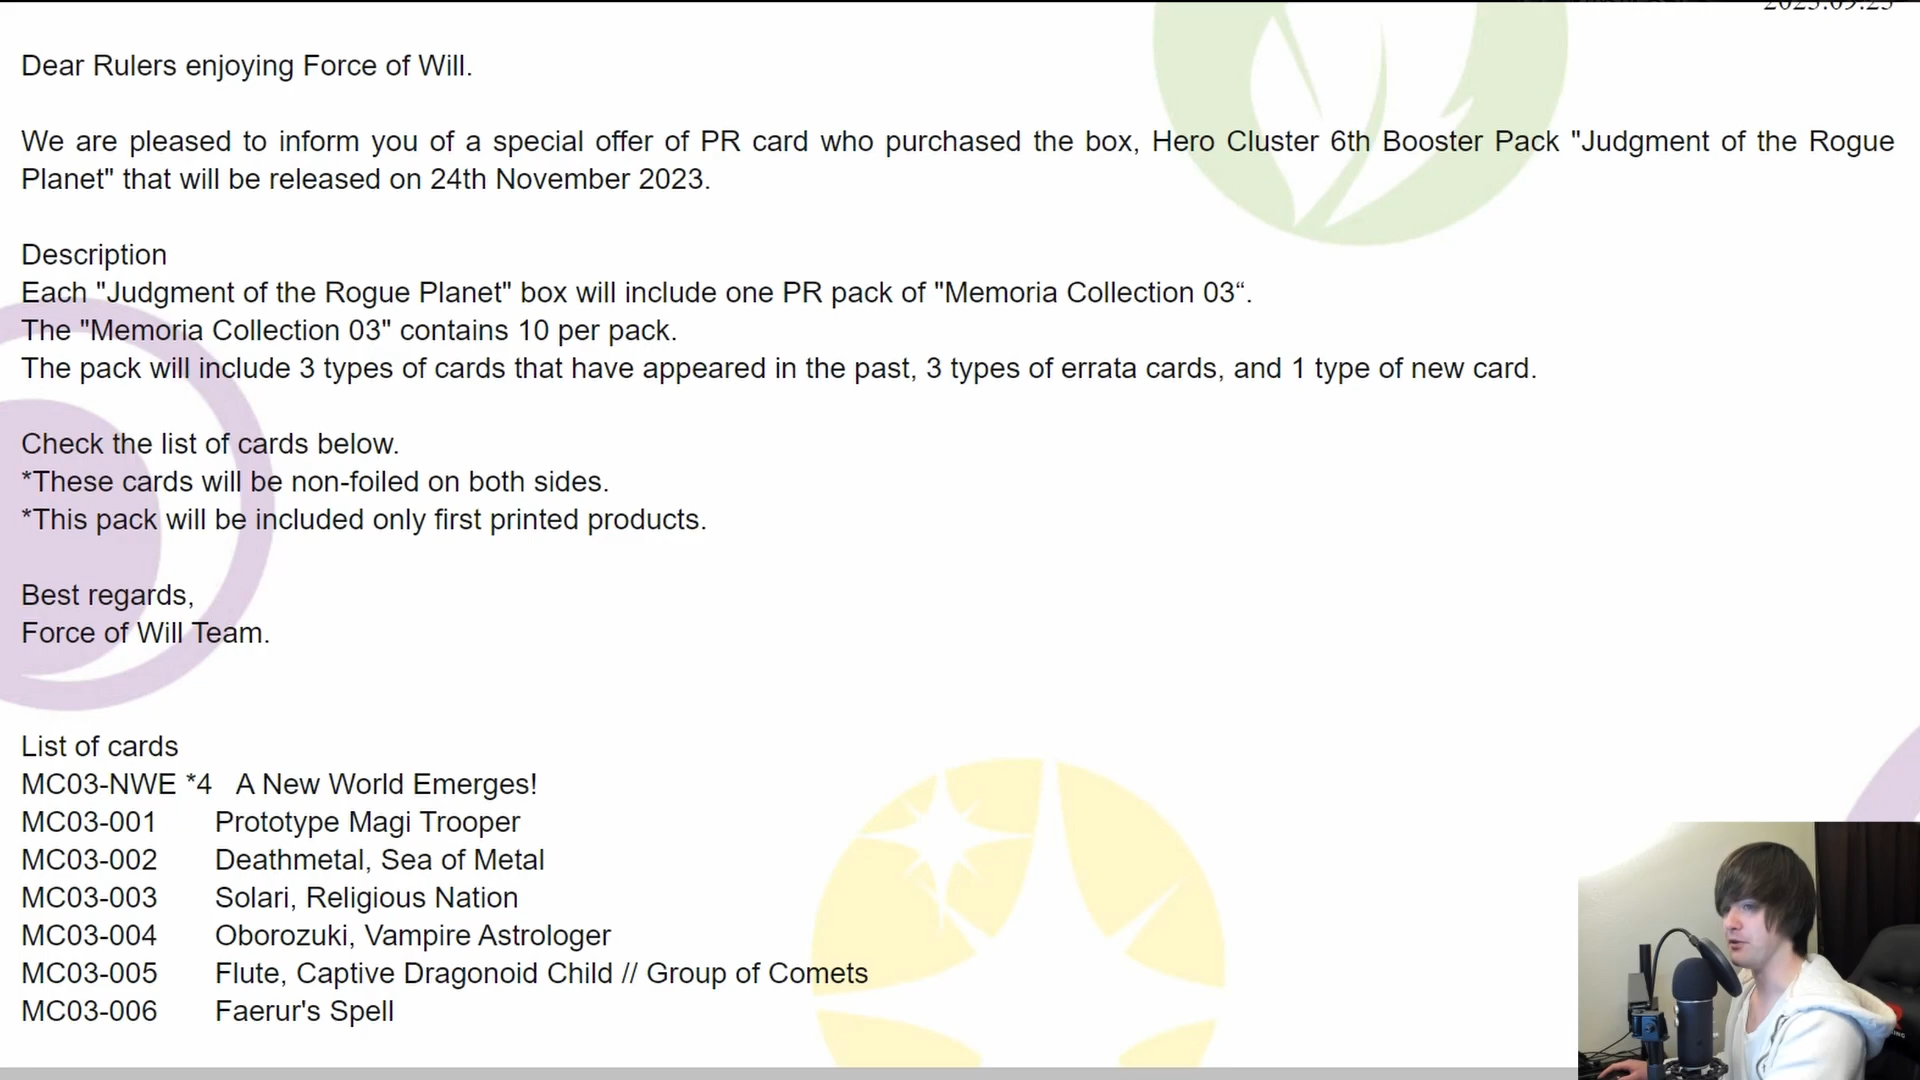 2023.09.25
Dear Rulers enjoying Force of Will.
We are pleased to inform you of a special offer of PR card who purchased the box, Hero Cluster 6th Booster Pack "Judgment of the Rogue
Planet" that will be released on 24th November 2023.
Description
Each "Judgment of the Rogue Planet" box will include one PR pack of "Memoria Collection 03“.
The "Memoria Collection 03" contains 10 per pack.
The pack will include 3 types of cards that have appeared in the past, 3 types of errata cards, and 1 type of new card.
Check the list of cards below.
*These cards will be non-foiled on both sides.
*This pack will be included only first printed products.
Best regards,
Force of Will Team.
List of cards
MC03-NWE *4 A New World Emerges!
MC03-001 Prototype Magi Trooper
MC03-002 Deathmetal, Sea of Metal
MC03-003 Solari, Religious Nation
MC03-004 Oborozuki, Vampire Astrologer
MC03-005 Flute, Captive Dragonoid Child // Group of Comets
MC03-006 Faerur's Spell